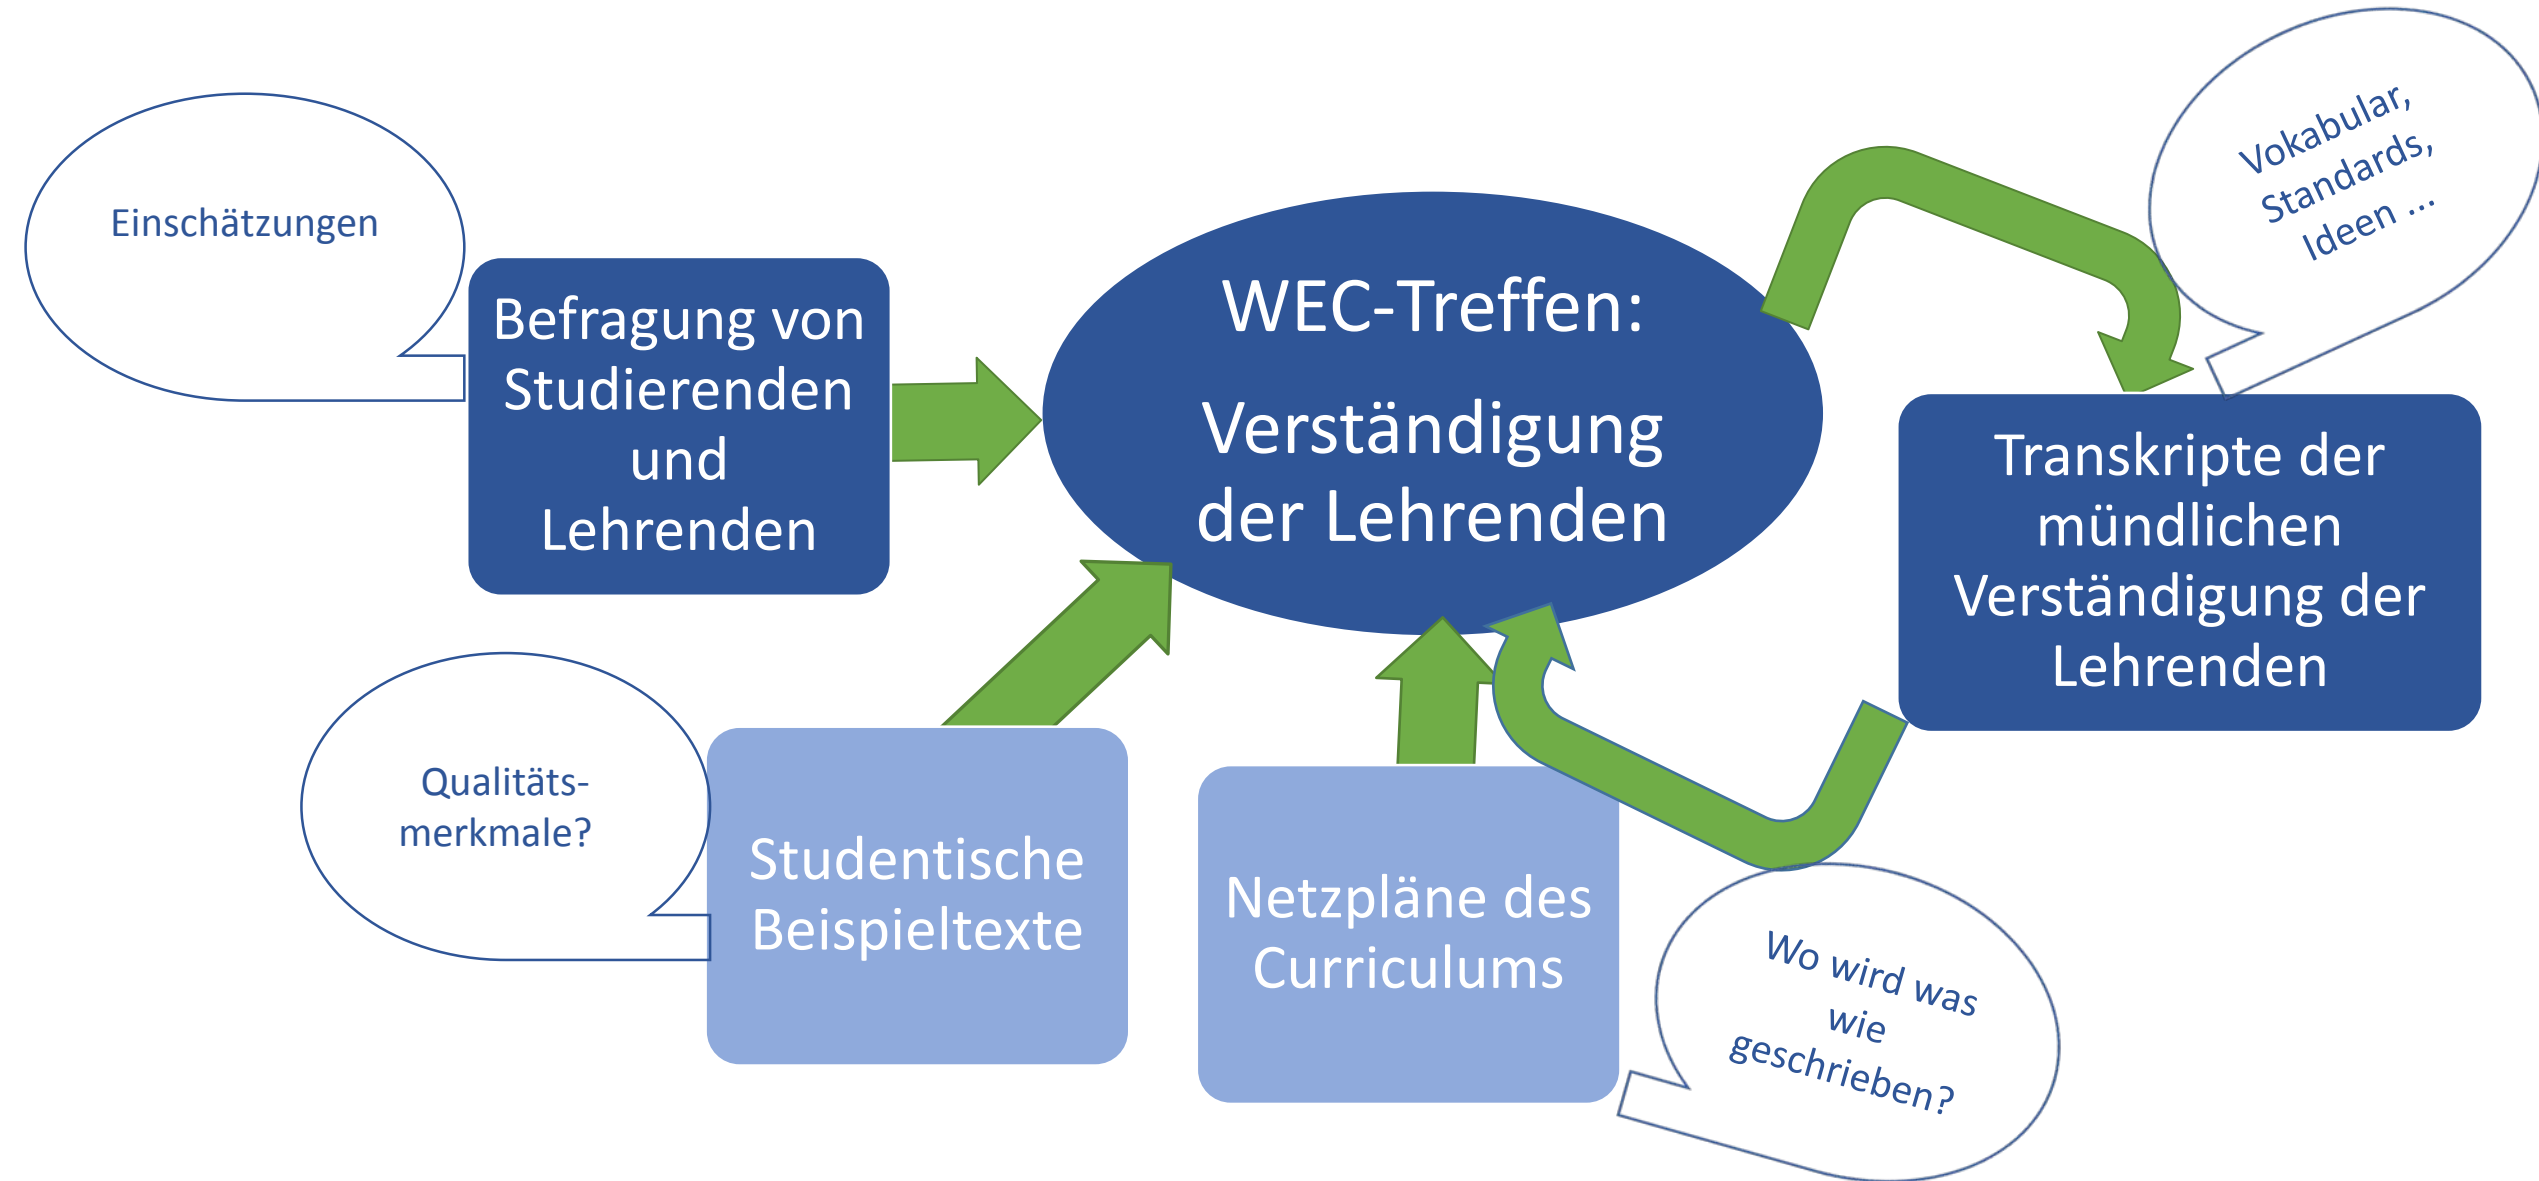 Einschätzungen
Befragung von
Studierenden
und
Lehrenden
WEC-Treffen:
Verständigung
der Lehrenden
Vokabular,
Standards,
Ideen ...
Transkripte der
mündlichen
Verständigung der
Lehrenden
Qualitäts-
merkmale?
Studentische
Beispieltexte
Netzpläne des
Curriculums
Wo wird was
wie
geschrieben?